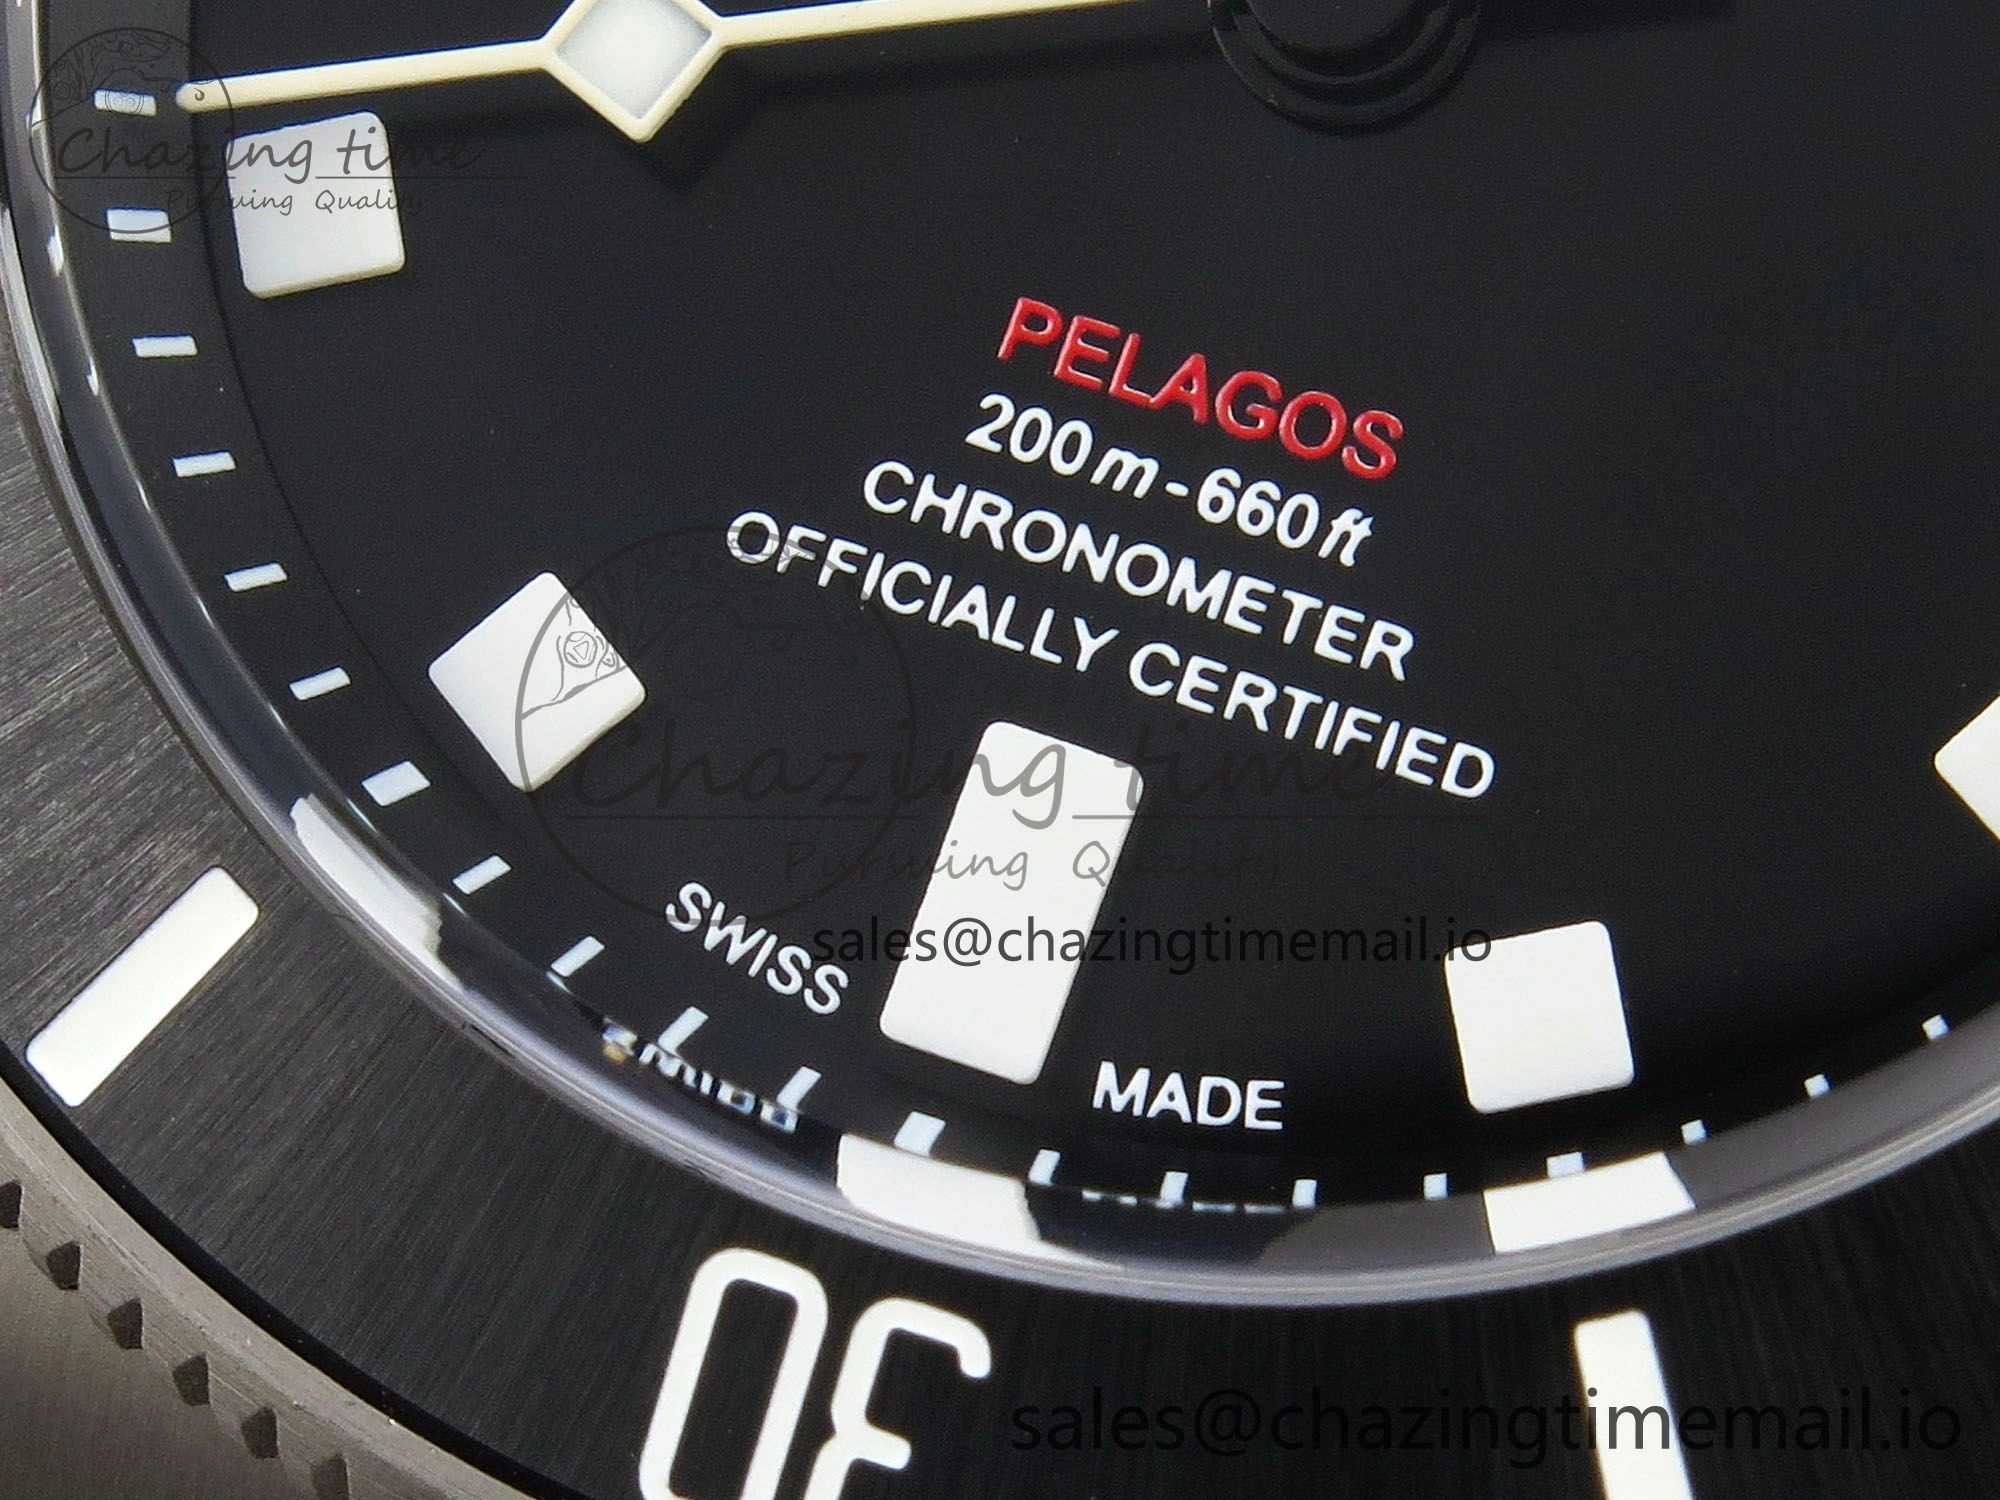 Chazing time
Pursuing Quality
PELAGOS
200m-660ft
CHRONOMETER
OFFICIALLY CERTIFIED
Chazing time
Pursuing Quality
SWISS MADE
sales@chazingtimemail.io
30
sales@chazingtimemail.io